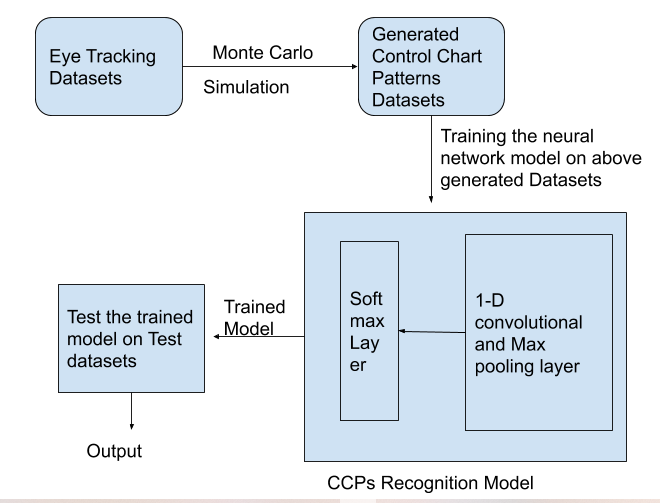 Eye Tracking
Datasets
Monte Carlo
Simulation
Generated
Control Chart
Patterns
Datasets
Training the neural
network model on above
generated Datasets
1-D
convolutional
and Max
pooling layer
Soft
max
Lay
er
Trained
Model
Test the trained
model on Test
datasets
Output
CCPs Recognition Model